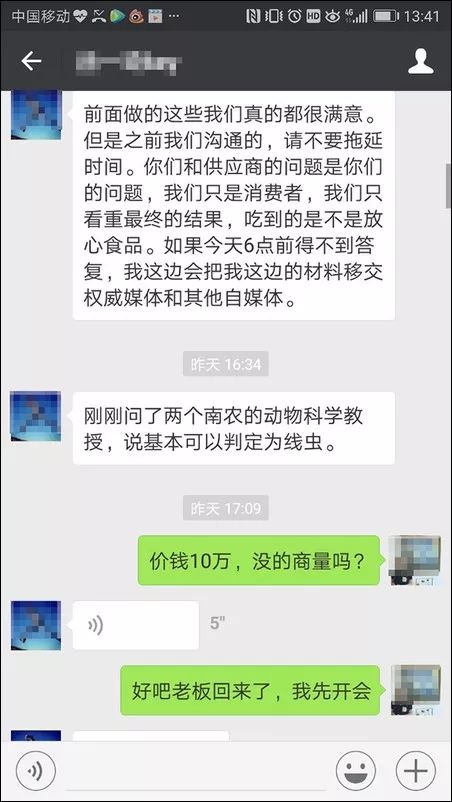 中国移动
HD
4G
13:41
前面做的这些我们真的都很满意。
但是之前我们沟通的，请不要拖延
时间。你们和供应商的问题是你们
的问题，我们只是消费者，我们只
看重最终的结果，吃到的是不是放
心食品。如果今天6点前得不到答
复，我这边会把我这边的材料移交
权威媒体和其他自媒体。
昨天 16:34
刚刚问了两个南农的动物科学教
授，说基本可以判定为线虫。
昨天 17:09
价钱10万，没的商量吗？
5"
好吧老板回来了，我先开会